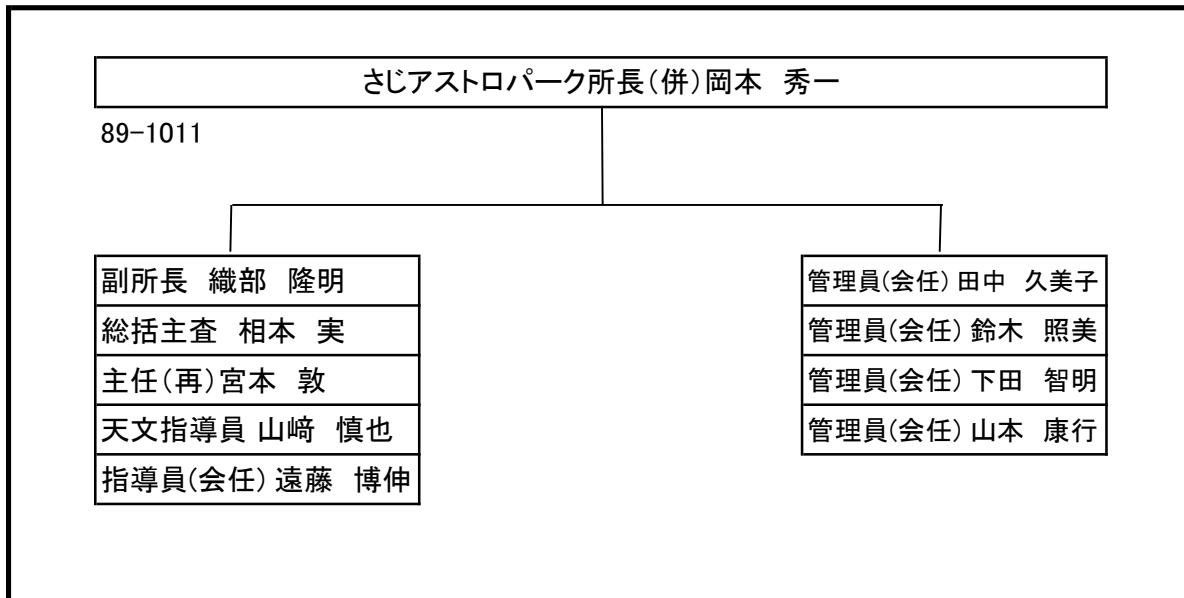 さじアストロパーク所長(併)岡本　秀一
89-1011
副所長　織部　隆明
総括主査　相本　実
主任(再)宮本　敦
天文指導員 山﨑　慎也
指導員(会任) 遠藤　博伸
管理員(会任) 田中　久美子
管理員(会任) 鈴木　照美
管理員(会任) 下田　智明
管理員(会任) 山本　康行